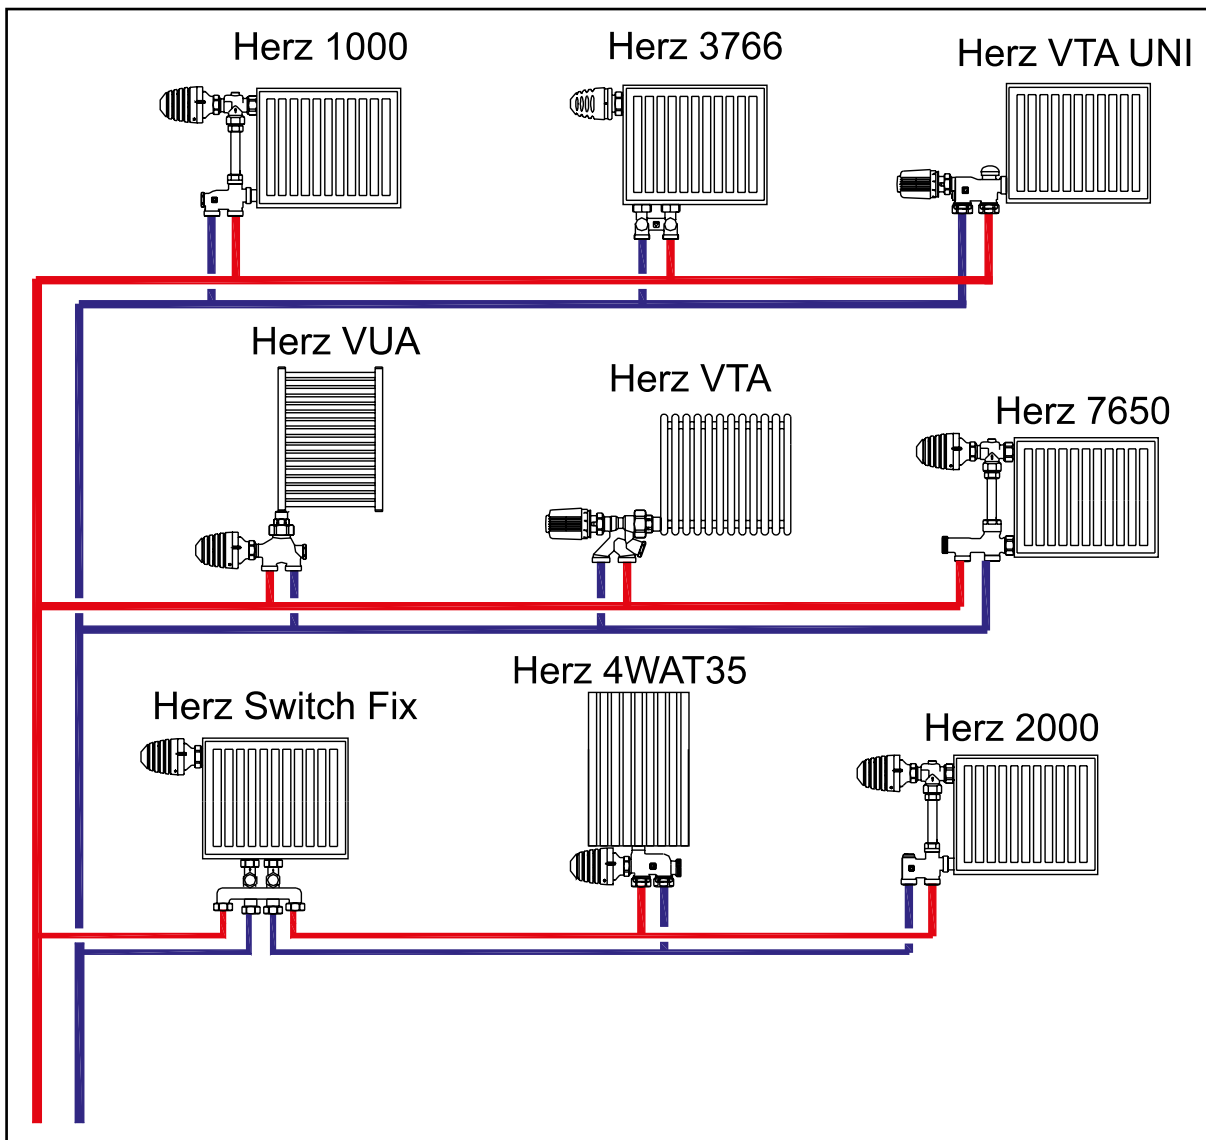 Herz 1000
Herz 3766
Herz VTA UNI
Herz VUA
Herz VTA
Herz 7650
Herz Switch Fix
Herz 4WAT35
Herz 2000